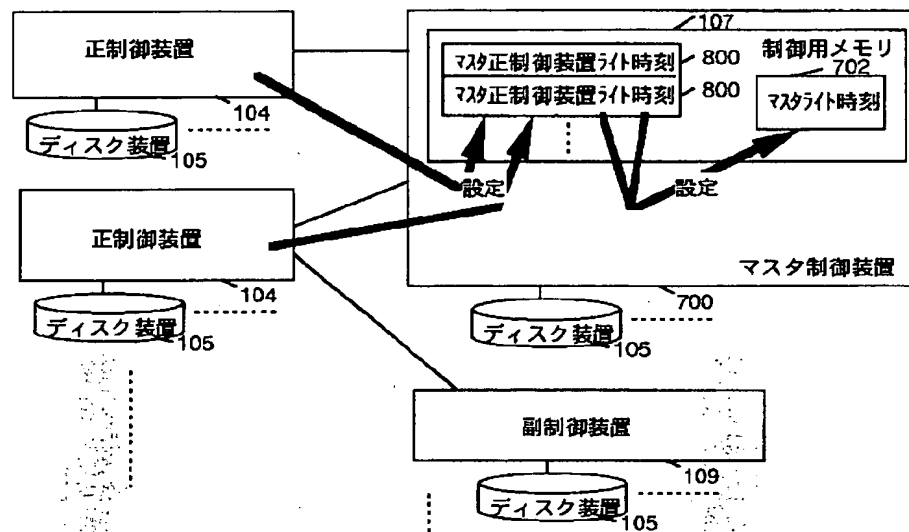 107
正制御装置
制御用メモリ
マスタ正制御装置ライト時刻
800
702
マスタ正制御装置ライト時刻
800
マスタライト時刻
104
ディスク装置
105
設定
設定
正制御装置
マスタ制御装置
104
700
ディスク装置
105
ディスク装置
105
副制御装置
109
ディスク装置
105